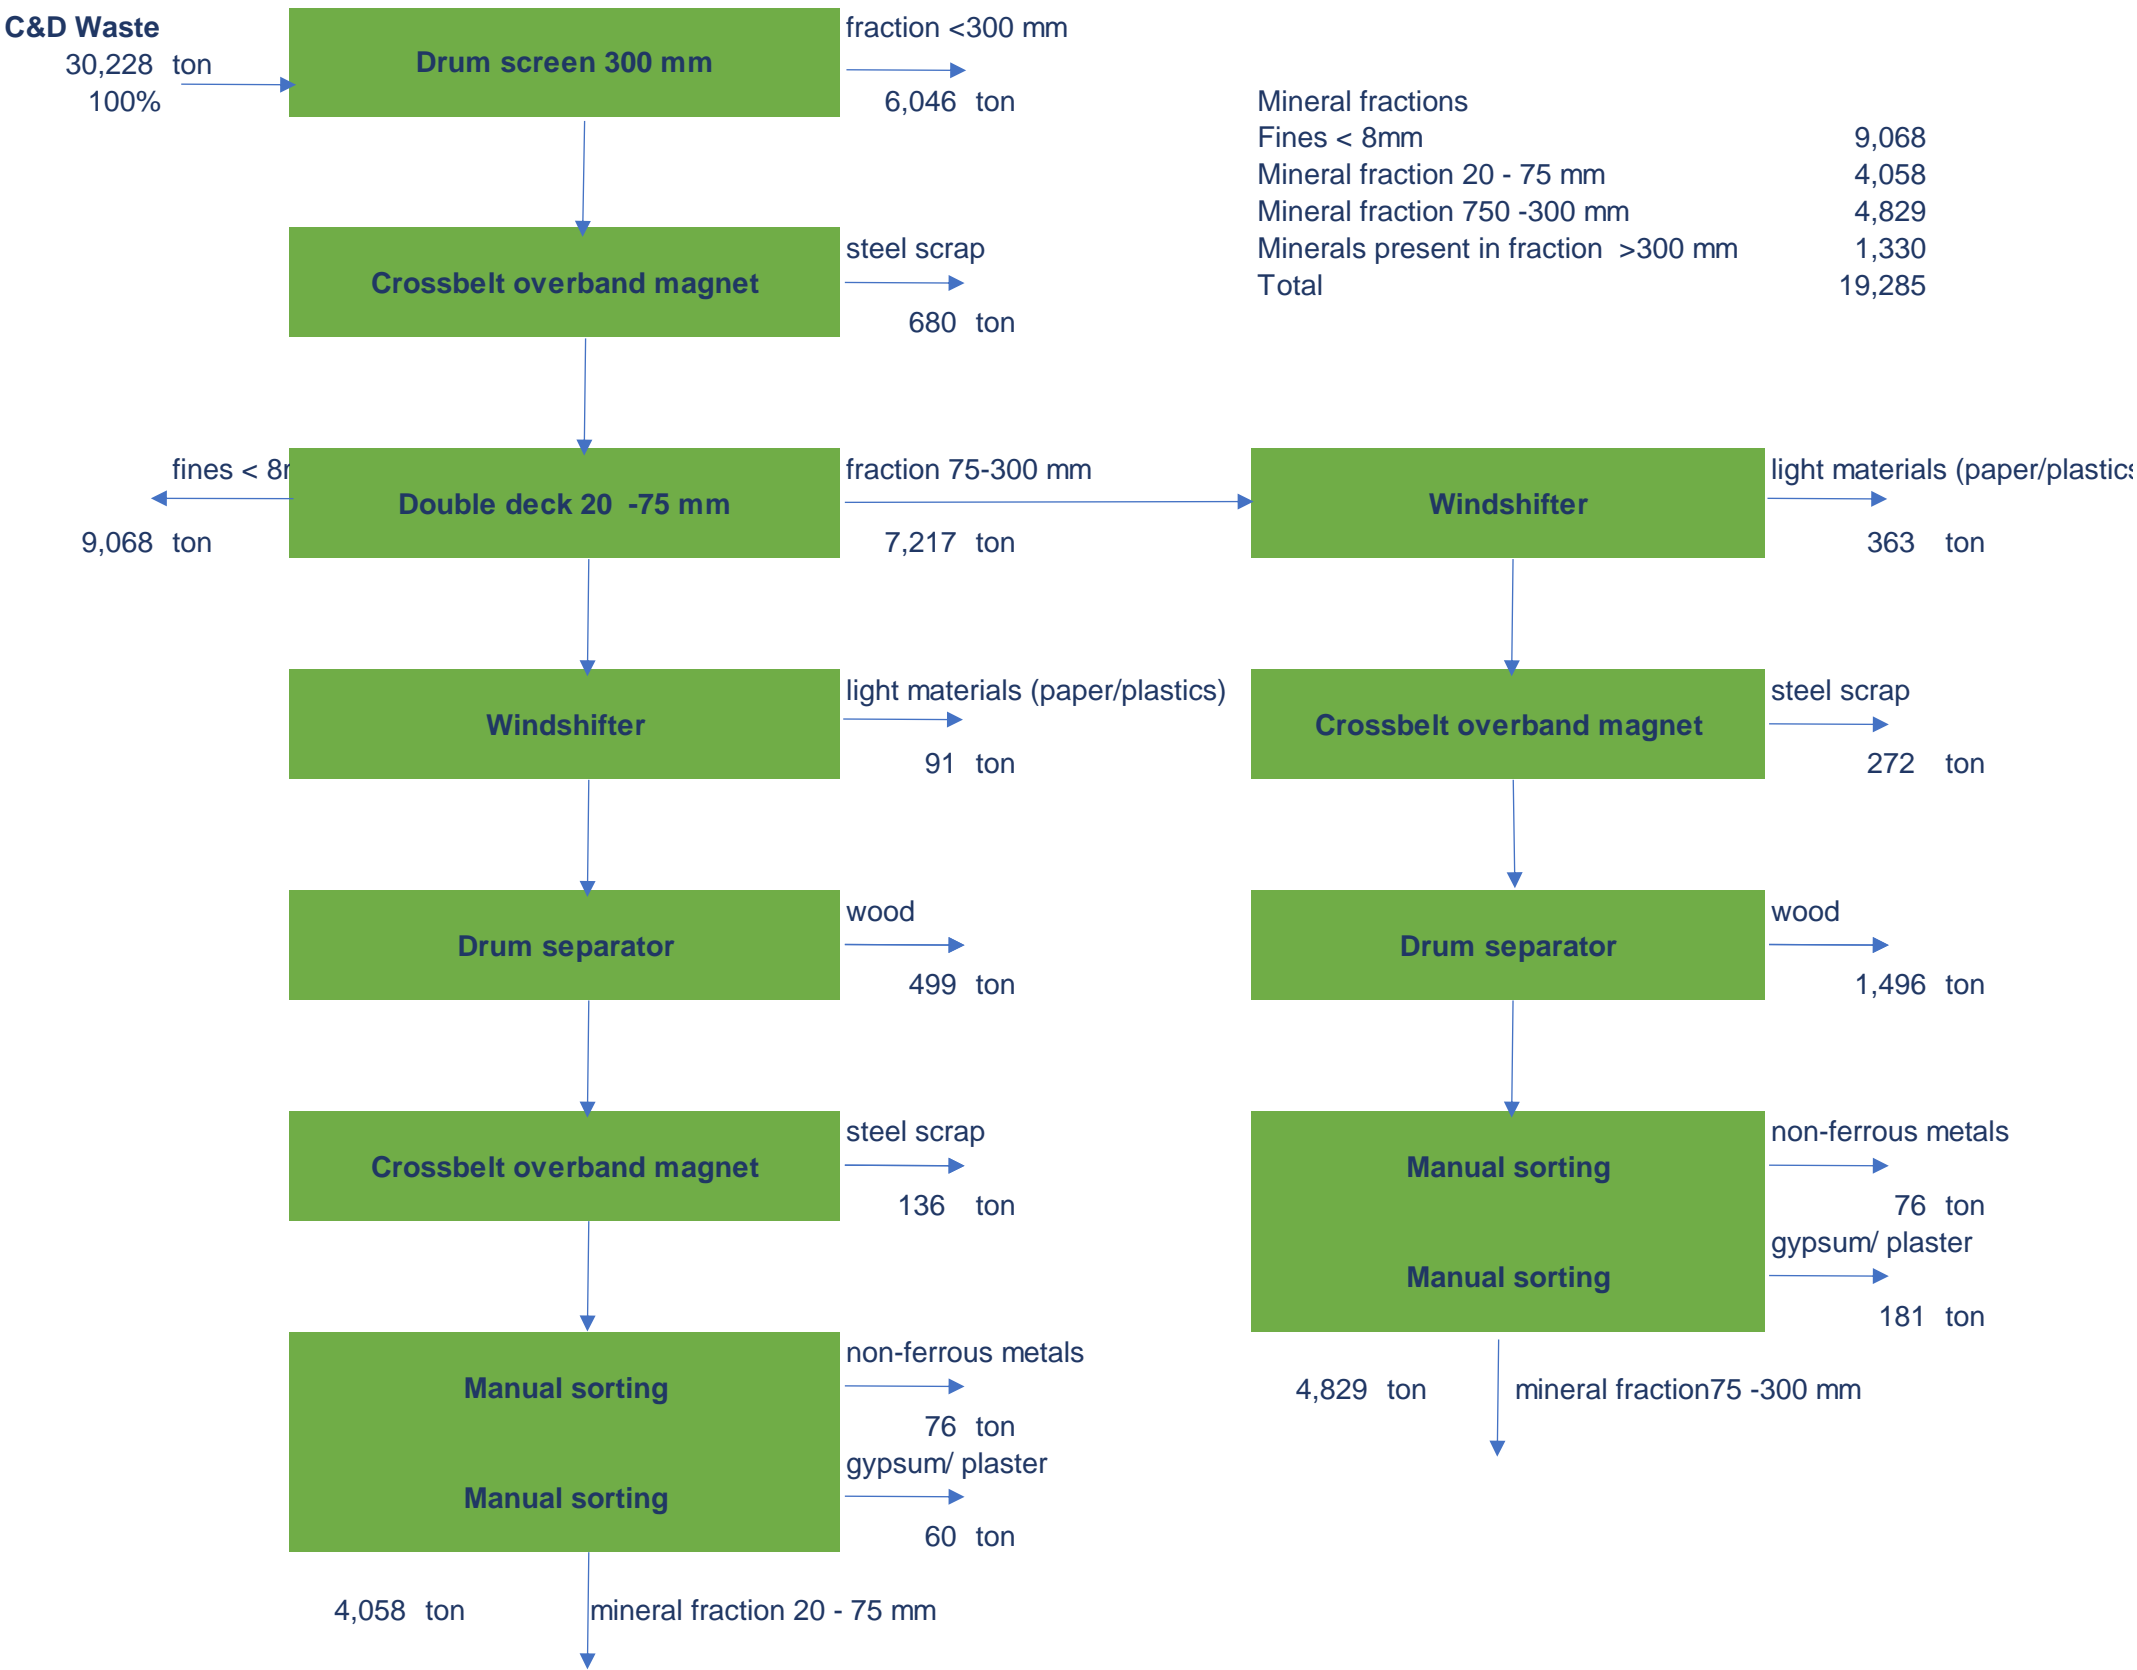 C&D Waste
30,228 ton
100%
Drum screen 300 mm
fraction <300 mm
6,046 ton
Mineral fractions
Fines < 8mm 9,068
Mineral fraction 20 - 75 mm 4,058
Mineral fraction 750 -300 mm 4,829
Minerals present in fraction >300 mm 1,330
Total 19,285
Crossbelt overband magnet
steel scrap
680 ton
fines < 8
9,068 ton
Double deck 20 -75 mm
fraction 75-300 mm
7,217 ton
Windshifter
light materials (paper/plastics
363 ton
Windshifter
light materials (paper/plastics)
91 ton
Crossbelt overband magnet
steel scrap
272 ton
Drum separator
wood
499 ton
Drum separator
wood
1,496 ton
Crossbelt overband magnet
steel scrap
136 ton
Manual sorting
non-ferrous metals
76 ton
Manual sorting
gypsum/ plaster
181 ton
4,829 ton mineral fraction75 -300 mm
Manual sorting
non-ferrous metals
76 ton
Manual sorting
gypsum/ plaster
60 ton
4,058 ton mineral fraction 20 - 75 mm